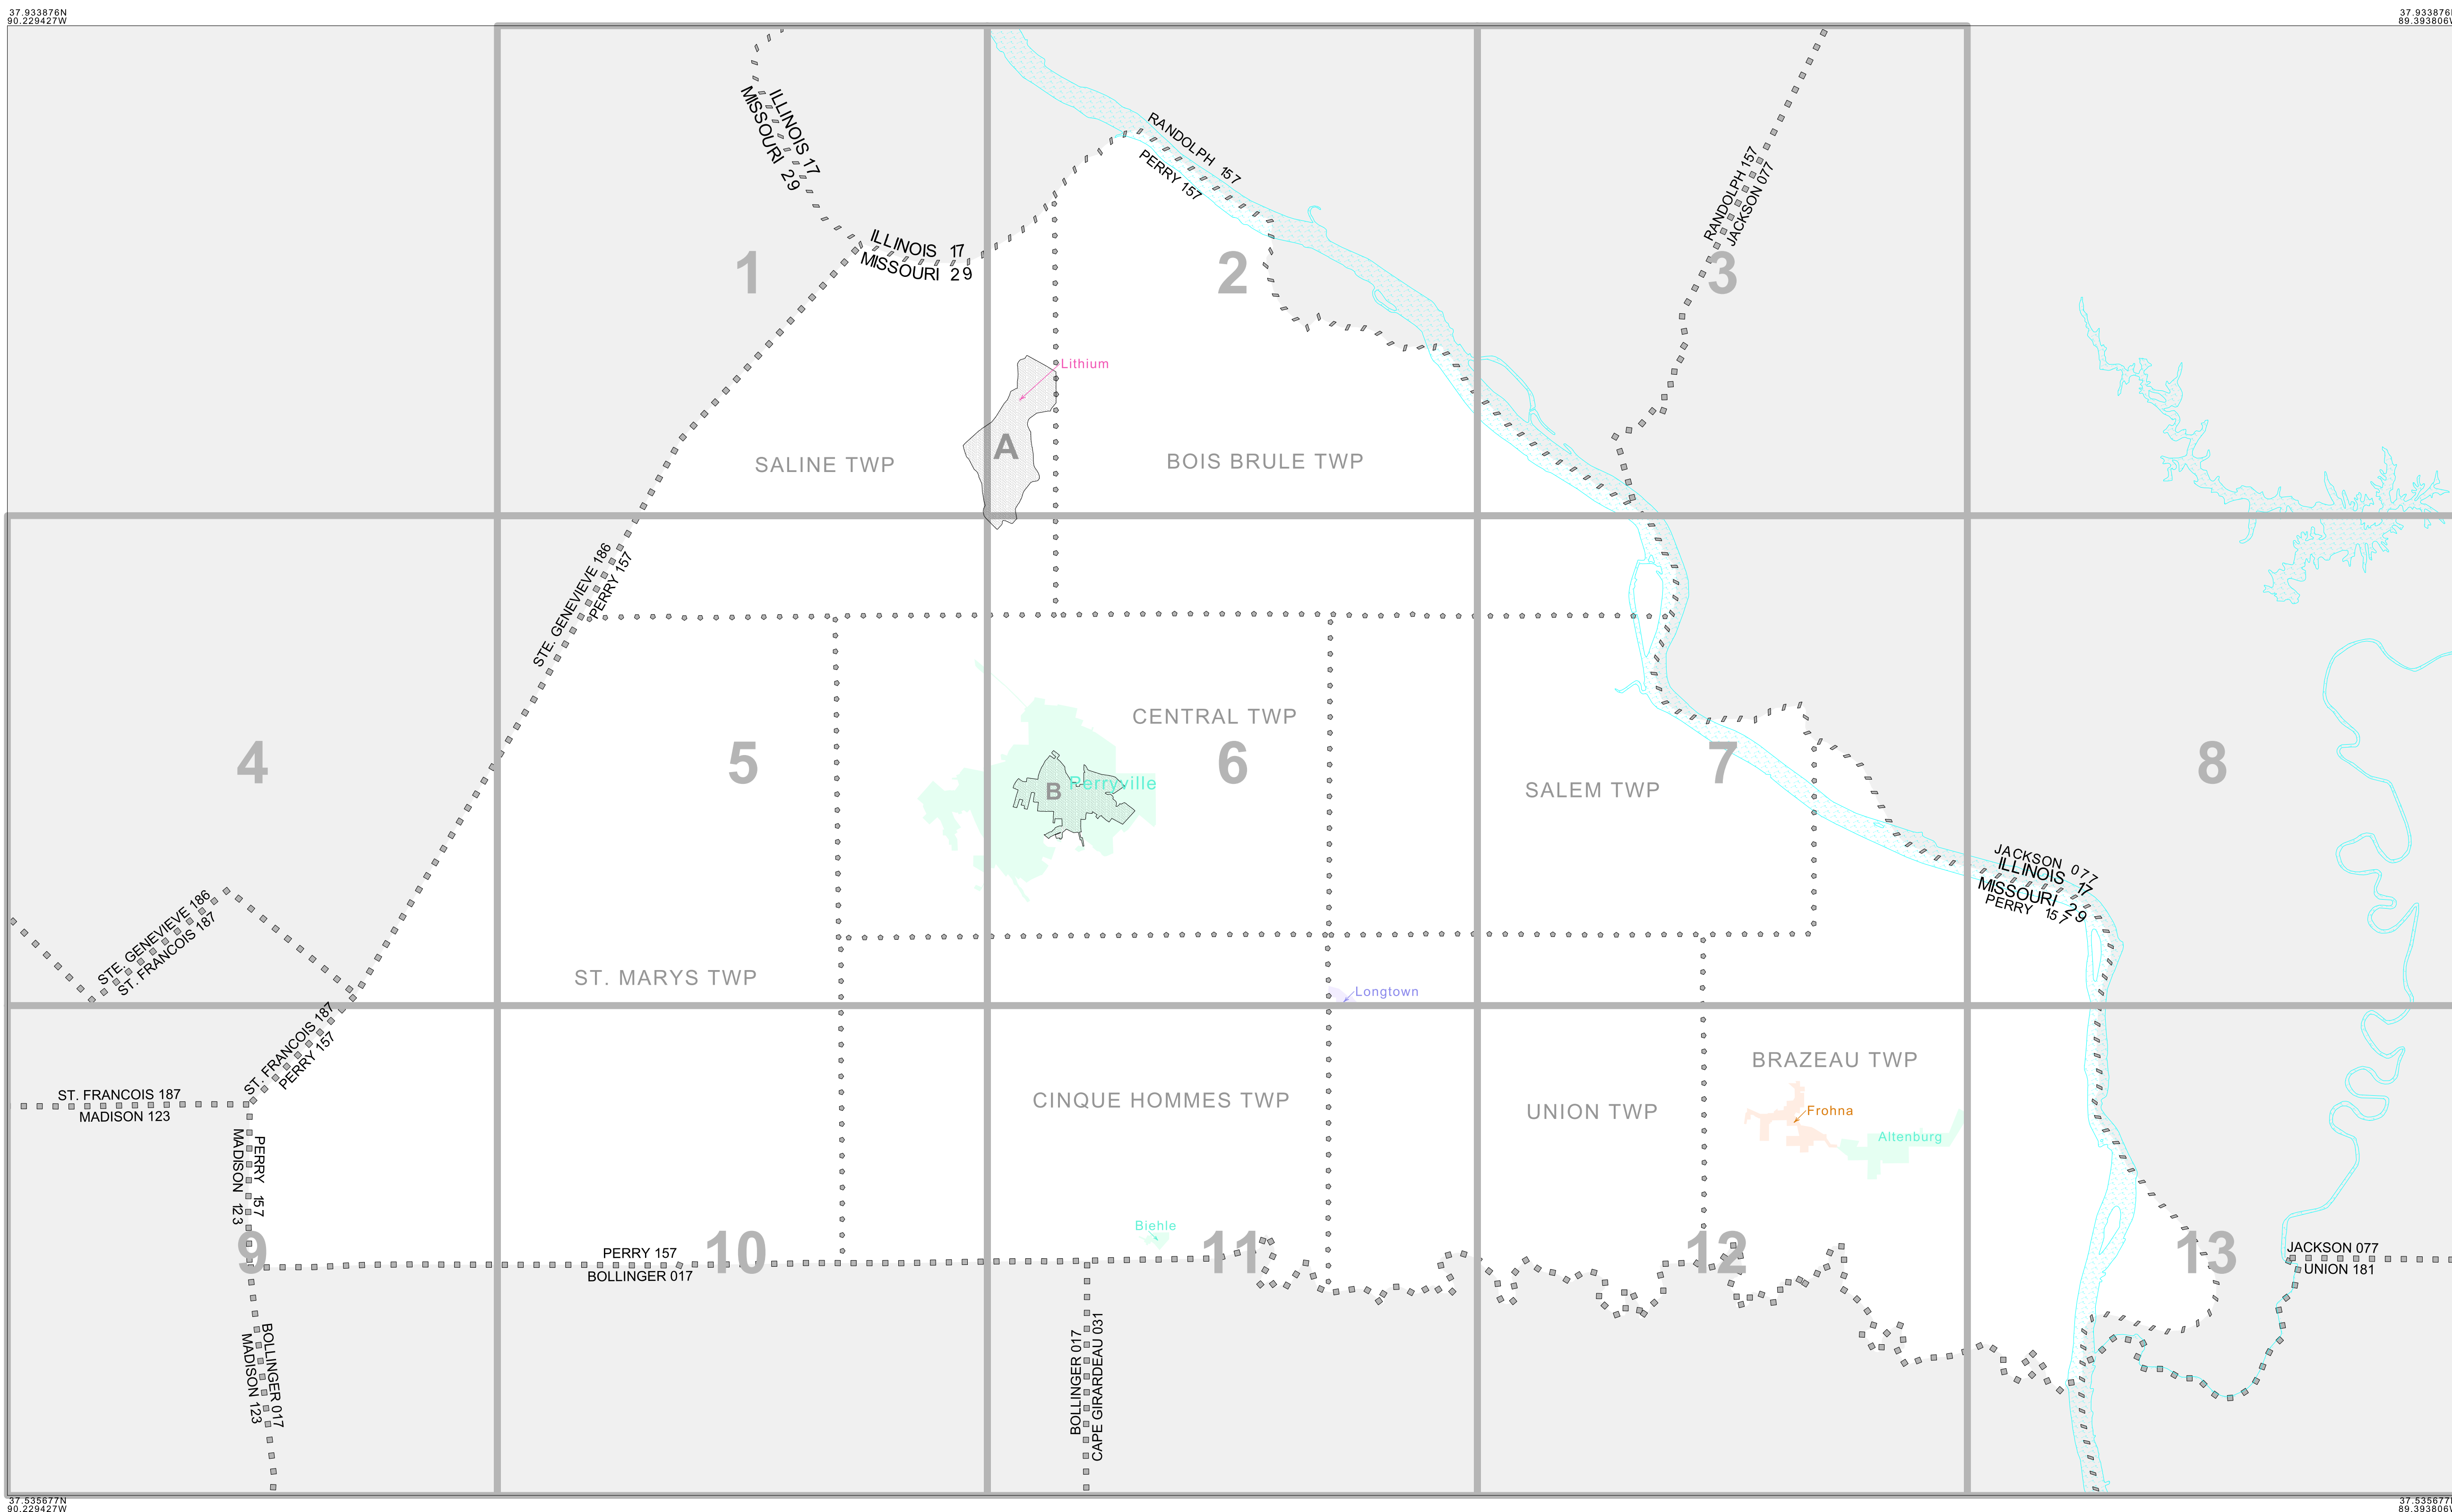 37.933876N
90.229427W
37.933876N
89.393806W
ILLINOIS 17
MISSOURI 29
RANDOLPH 157
PERRY 157
RANDOLPH 157
JACKSON 077
ILLINOIS 17
MISSOURI 29
1
2
3
Lithium
A
SALINE TWP
BOIS BRULE TWP
STE. GENEVIEVE 186
PERRY 157
CENTRAL TWP
4
5
6
7
8
Perryville
B
SALEM TWP
JACKSON 077
ILLINOIS 17
MISSOURI 29
PERRY 157
STE. GENEVIEVE 186
ST. FRANCOIS 187
ST. MARYS TWP
Longtown
ST. FRANCOIS 187
PERRY 157
BRAZEAU TWP
ST. FRANCOIS 187
MADISON 123
CINQUE HOMMES TWP
UNION TWP
Frohna
Altenburg
PERRY 157
MADISON 123
Biehle
9
10
11
12
13
PERRY 157
BOLLINGER 017
JACKSON 077
UNION 181
BOLLINGER 017
MADISON 123
BOLLINGER 017
CAPE GIRARDEAU 031
37.535677N
90.229427W
37.535677N
89.393806W